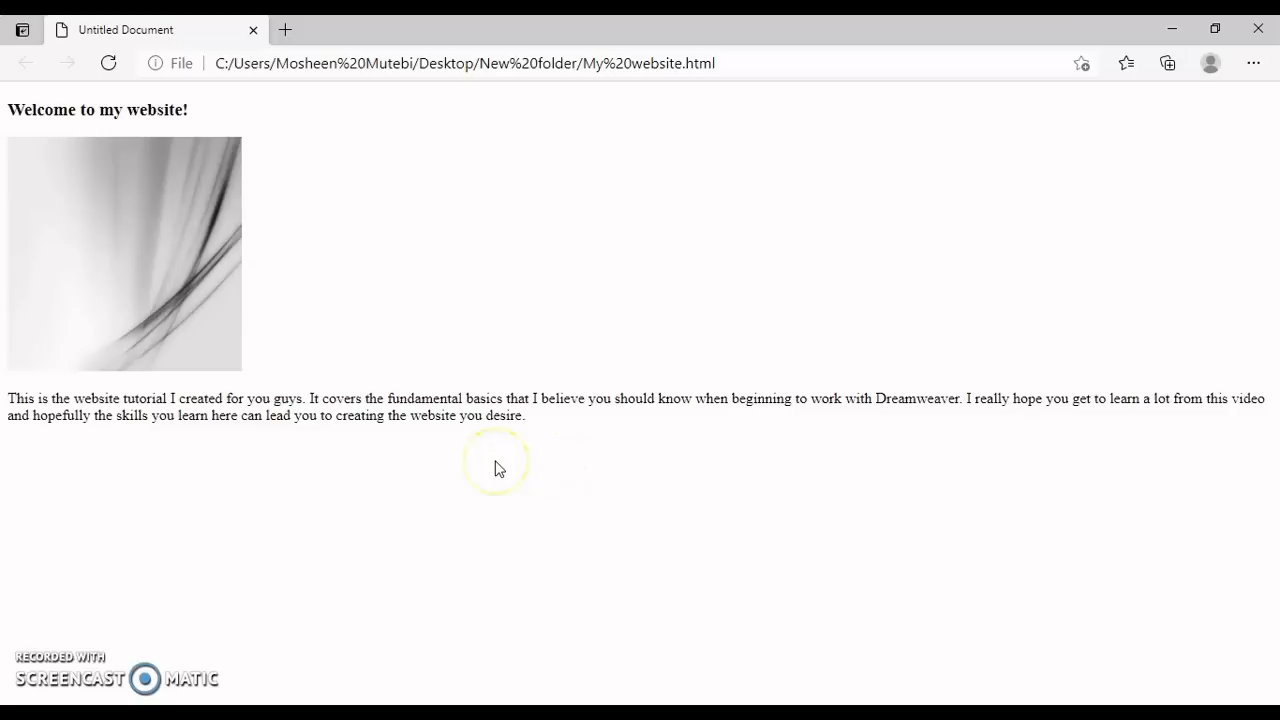 Untitled Document
File C:/Users/Mosheen%20Mutebi/Desktop/New%20folder/My%20website.html
Welcome to my website!
This is the website tutorial I created for you guys. It covers the fundamental basics that I believe you should know when beginning to work with Dreamweaver. I really hope you get to learn a lot from this video
and hopefully the skills you learn here can lead you to creating the website you desire.
RECORDED WITH
SCREENCAST MATIC